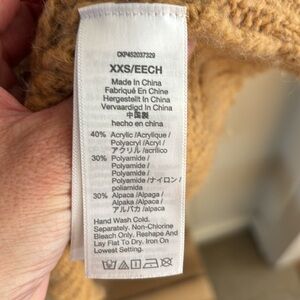 CKP452037329
XXS/EECH
Made In China
Fabriqué En Chine
Hergestellt In China
Vervaardigd In China
中国製
hecho en china
40% Acrylic /Acrylique /
Polyacryl /Acryl /
アクリル /acrílico
30% Polyamide /
Polyamide /
Polyamide /ナイロン /
poliamida
30% Alpaca /Alpaga /
Alpaka /Alpaca /
アルパカ /alpaca
Hand Wash Cold.
Separately. Non-Chlorine
Bleach Only. Reshape And
Lay Flat To Dry. Iron On
Lowest Setting.